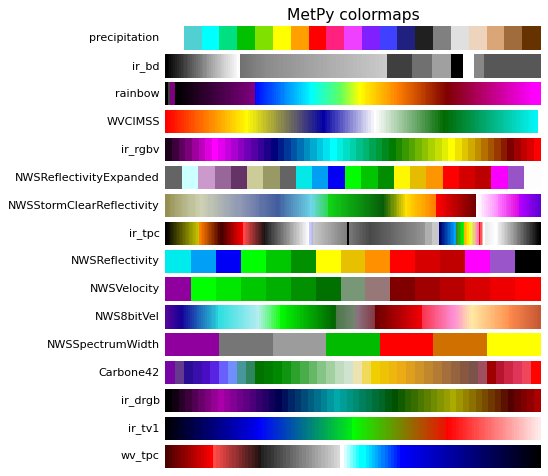 MetPy colormaps
precipitation
ir_bd
rainbow
WVCIMSS
ir_rgbv
NWSReflectivityExpanded
NWSStormClearReflectivity
ir_tpc
NWSReflectivity
NWSVelocity
NWS8bitVel
NWSSpectrumWidth
Carbone42
ir_drgb
ir_tv1
wv_tpc